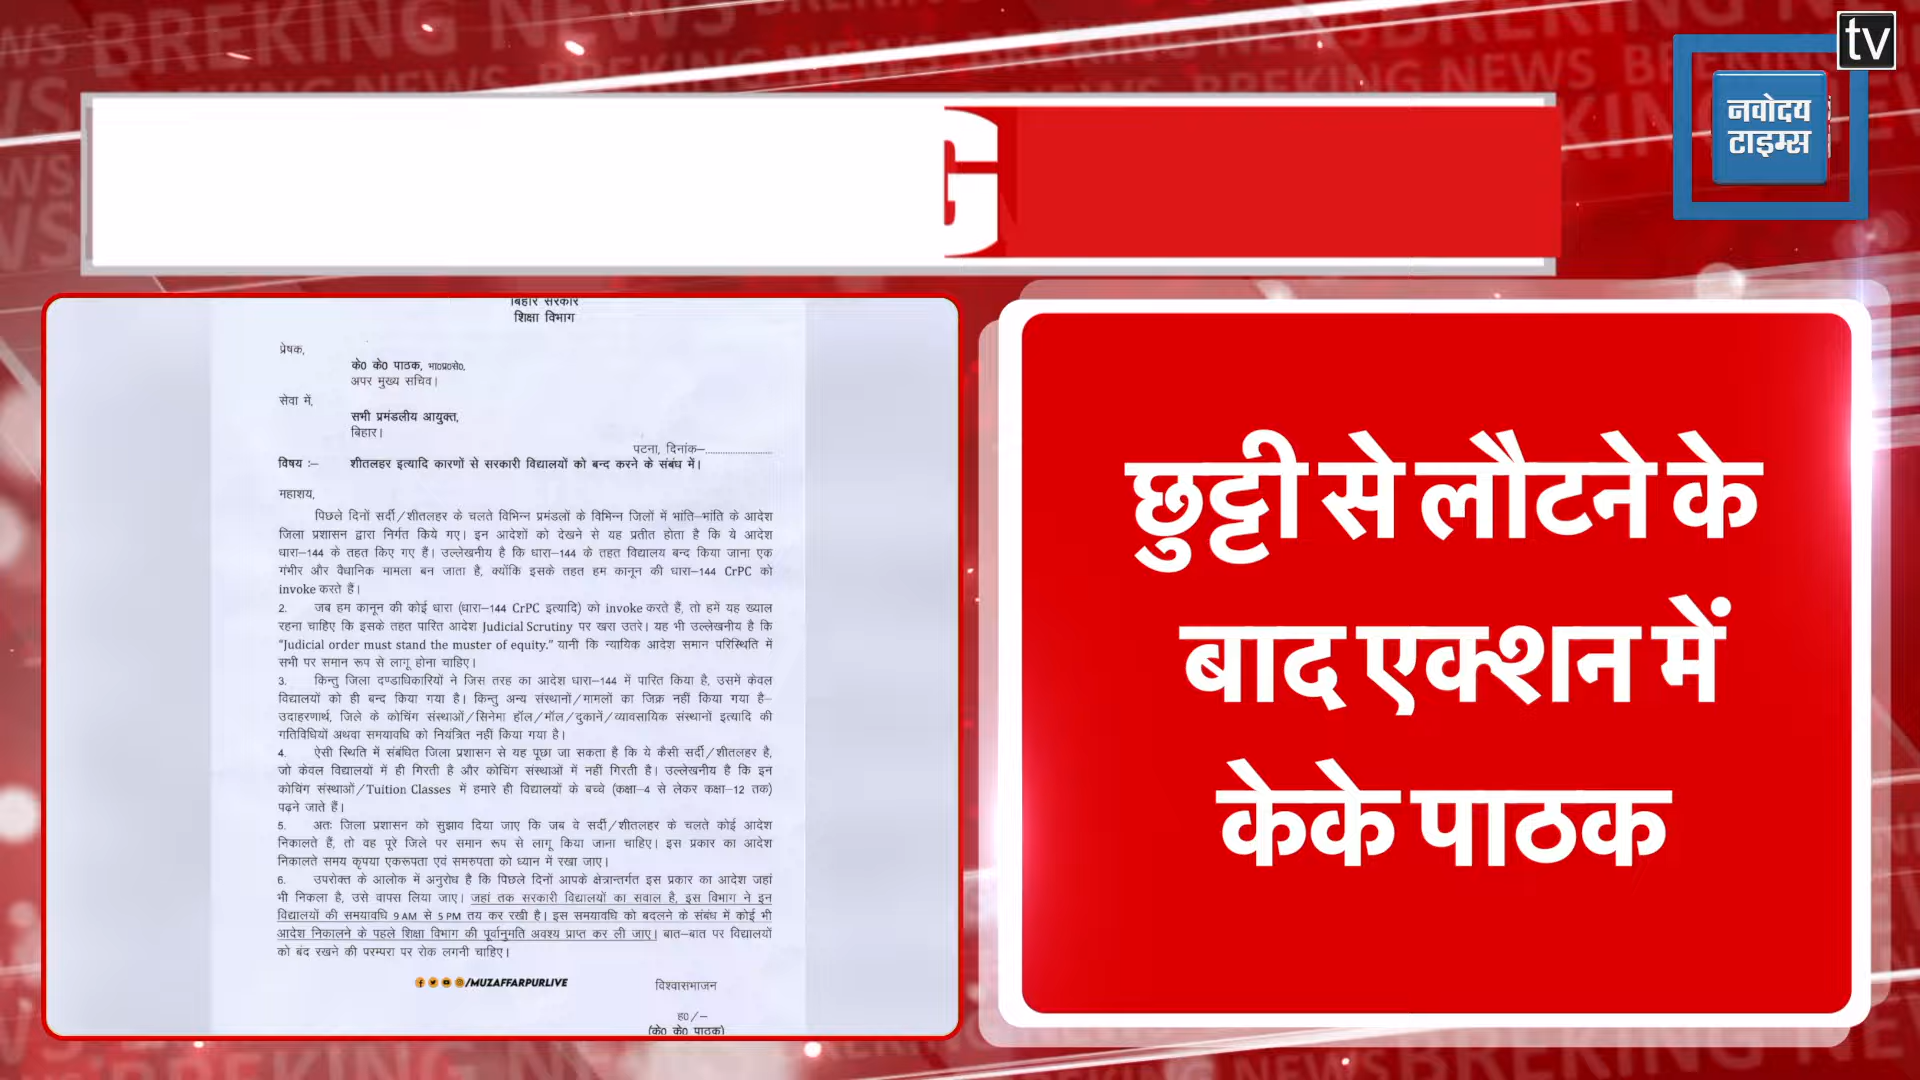 tv
नवोदय
टाइम्स
G
बिहार सरकार
शिक्षा विभाग
प्रेषक,
के0 के0 पाठक, भा0प्र0से0,
अपर मुख्य सचिव।
सेवा में,
सभी प्रमंडलीय आयुक्त,
बिहार।
पटना, दिनांक–..........................
विषय :– शीतलहर इत्यादि कारणों से सरकारी विद्यालयों को बन्द करने के संबंध में।
महाशय,
पिछले दिनों सर्दी/शीतलहर के चलते विभिन्न प्रमंडलों के विभिन्न जिलों में भांति–भांति के आदेश
जिला प्रशासन द्वारा निर्गत किये गए। इन आदेशों को देखने से यह प्रतीत होता है कि ये आदेश
धारा–144 के तहत किए गए हैं। उल्लेखनीय है कि धारा–144 के तहत विद्यालय बन्द किया जाना एक
गंभीर और वैधानिक मामला बन जाता है, क्योंकि इसके तहत हम कानून की धारा–144 CrPC को
invoke करते हैं।
2. जब हम कानून की कोई धारा (धारा–144 CrPC इत्यादि) को invoke करते हैं, तो हमें यह ख्याल
रहना चाहिए कि इसके तहत पारित आदेश Judicial Scrutiny पर खरा उतरे। यह भी उल्लेखनीय है कि
“Judicial order must stand the muster of equity.” यानी कि न्यायिक आदेश समान परिस्थिति में
सभी पर समान रूप से लागू होना चाहिए।
3. किन्तु जिला दण्डाधिकारियों ने जिस तरह का आदेश धारा–144 में पारित किया है, उसमें केवल
विद्यालयों को ही बन्द किया गया है। किन्तु अन्य संस्थानों/मामलों का जिक्र नहीं किया गया है–
उदाहरणार्थ, जिले के कोचिंग संस्थाओं/सिनेमा हॉल/मॉल/दुकानें/व्यावसायिक संस्थानों इत्यादि की
गतिविधियों अथवा समयावधि को नियंत्रित नहीं किया गया है।
4. ऐसी स्थिति में संबंधित जिला प्रशासन से यह पूछा जा सकता है कि ये कैसी सर्दी/शीतलहर है,
जो केवल विद्यालयों में ही गिरती है और कोचिंग संस्थाओं में नहीं गिरती है। उल्लेखनीय है कि इन
कोचिंग संस्थाओं/Tuition Classes में हमारे ही विद्यालयों के बच्चे (कक्षा–4 से लेकर कक्षा–12 तक)
पढ़ने जाते हैं।
5. अतः जिला प्रशासन को सुझाव दिया जाए कि जब वे सर्दी/शीतलहर के चलते कोई आदेश
निकालते हैं, तो वह पूरे जिले पर समान रूप से लागू किया जाना चाहिए। इस प्रकार का आदेश
निकालते समय कृपया एकरूपता एवं समरुपता को ध्यान में रखा जाए।
6. उपरोक्त के आलोक में अनुरोध है कि पिछले दिनों आपके क्षेत्रान्तर्गत इस प्रकार का आदेश जहां
भी निकला है, उसे वापस लिया जाए। जहां तक सरकारी विद्यालयों का सवाल है, इस विभाग ने इन
विद्यालयों की समयावधि 9 AM से 5 PM तय कर रखी है। इस समयावधि को बदलने के संबंध में कोई भी
आदेश निकालने के पहले शिक्षा विभाग की पूर्वानुमति अवश्य प्राप्त कर ली जाए। बात–बात पर विद्यालयों
को बंद रखने की परम्परा पर रोक लगनी चाहिए।
/MUZAFFARPURLIVE
विश्वासभाजन
ह0/–
(के0 के0 पाठक)
छुट्टी से लौटने के
बाद एक्शन में
केके पाठक
BREKING NEWS